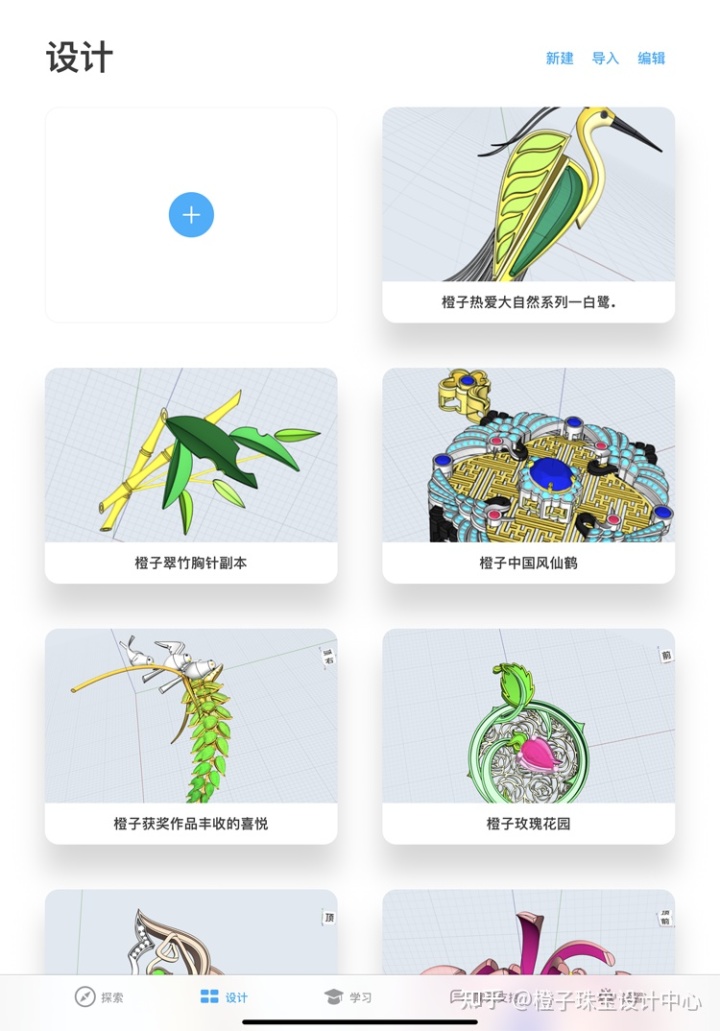 设计
新建 导入 编辑
橙子热爱大自然系列一白鹭.
橙子翠竹胸针副本
橙子中国风仙鹤
右
橙子获奖作品丰收的喜悦
前
橙子玫瑰花园
顶
前
探索
设计
学习
知乎 @橙子珠宝设计中心